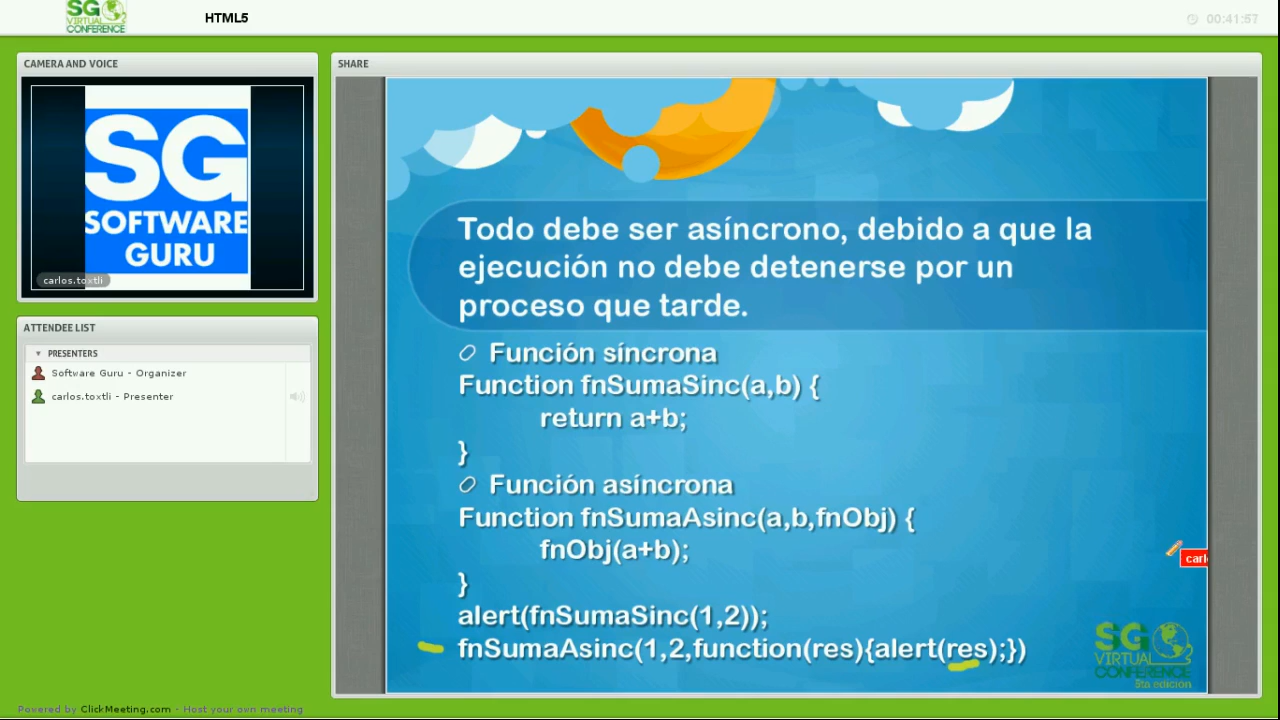 SG
VIRTUAL
CONFERENCE
HTML5
00:41:57
CAMERA AND VOICE
SG
SOFTWARE
GURU
carlos.toxtli
ATTENDEE LIST
PRESENTERS
Software Guru - Organizer
carlos.toxtli - Presenter
SHARE
Todo debe ser asíncrono, debido a que la
ejecución no debe detenerse por un
proceso que tarde.
Función síncrona
Function fnSumaSinc(a,b) {
return a+b;
}
Función asíncrona
Function fnSumaAsinc(a,b,fnObj) {
fnObj(a+b);
}
alert(fnSumaSinc(1,2));
fnSumaAsinc(1,2,function(res){alert(res);})
carl
SG
VIRTUAL
CONFERENCE
5ta edición
Powered by ClickMeeting.com - Host your own meeting